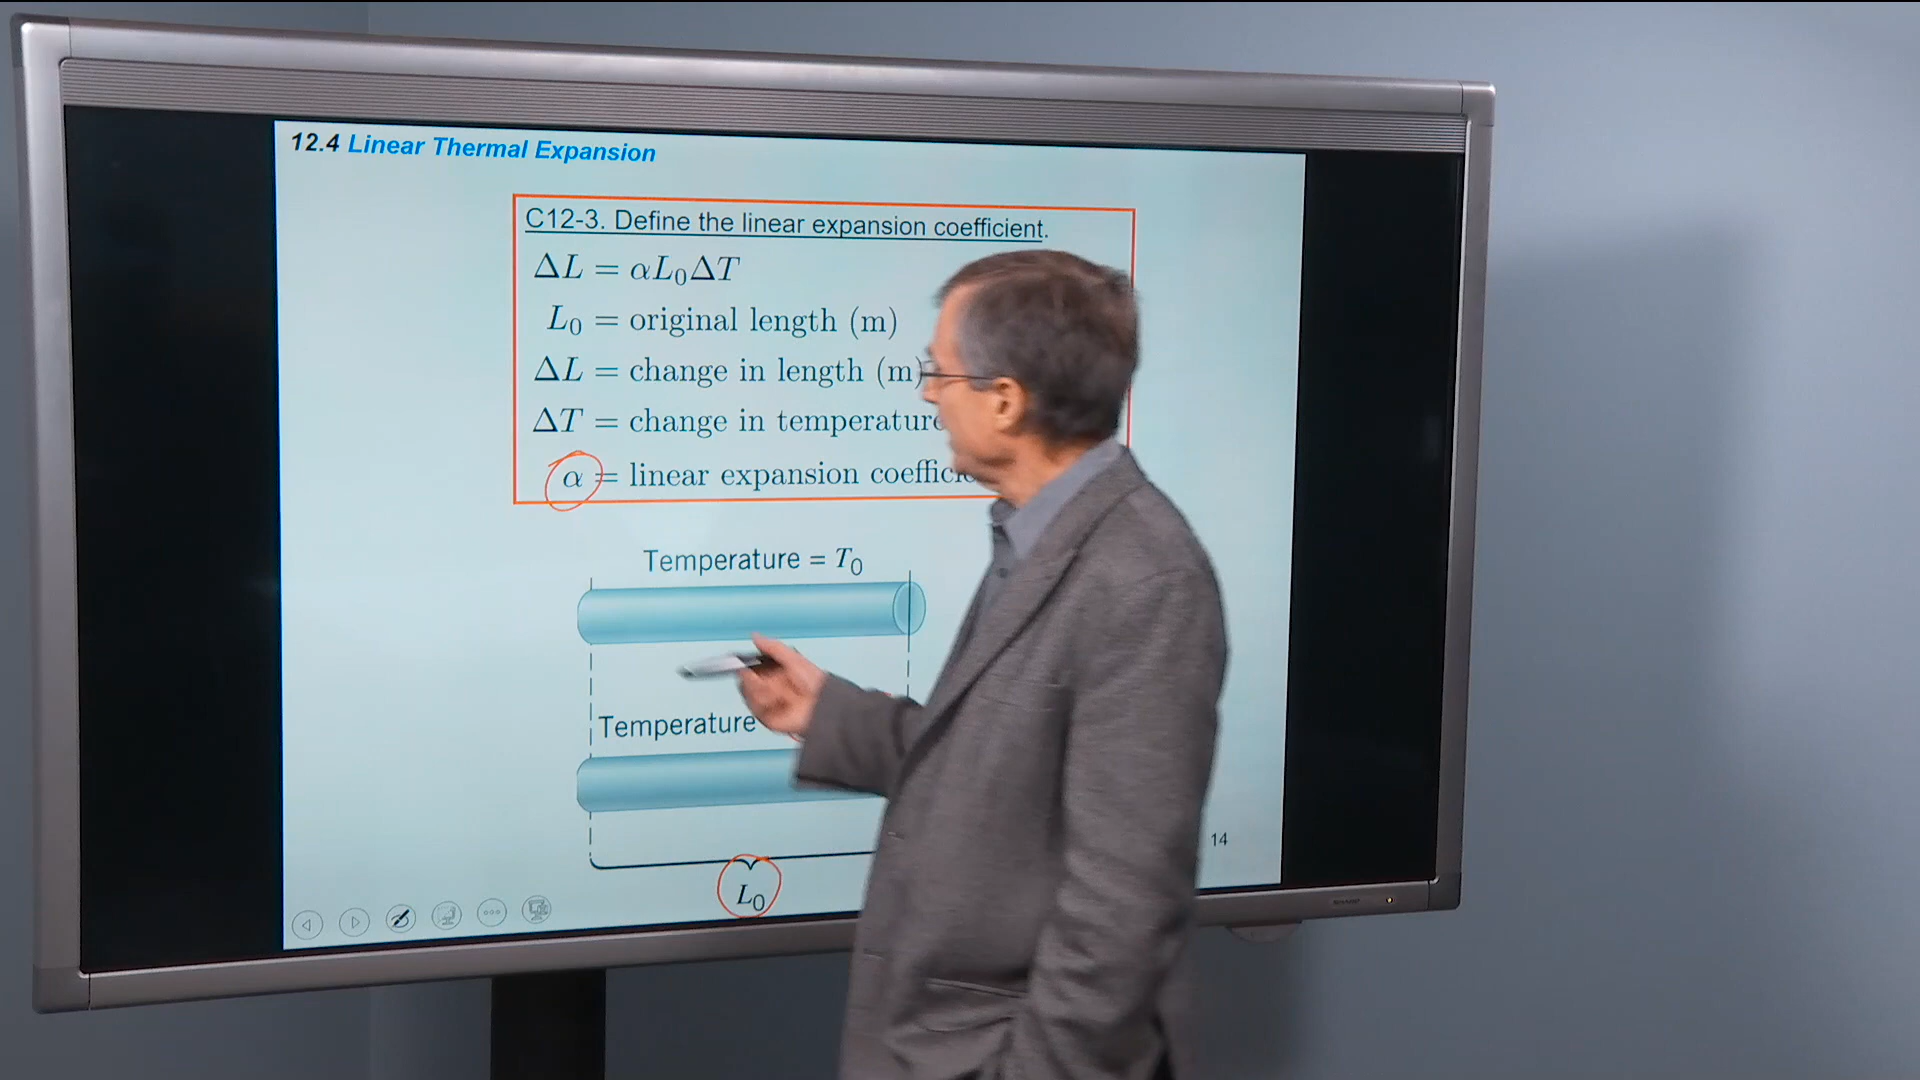 12.4 Linear Thermal Expansion
C12-3. Define the linear expansion coefficient.
ΔL = αL₀ΔT
L₀ = original length (m)
ΔL = change in length (m)
ΔT = change in temperature
α = linear expansion
Temperature = T₀
Temperature
14
L₀